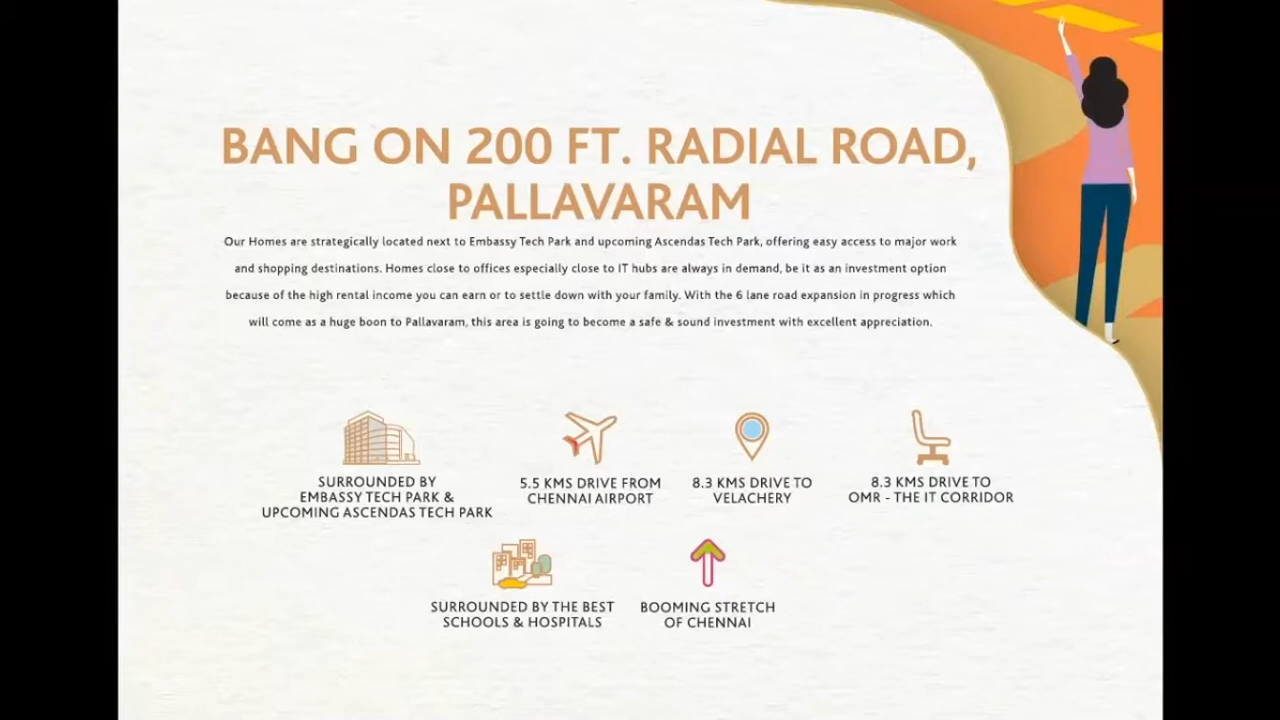 BANG ON 200 FT. RADIAL ROAD,
PALLAVARAM
Our Homes are strategically located next to Embassy Tech Park and upcoming Ascendas Tech Park, offering easy access to major work
and shopping destinations. Homes close to offices especially close to IT hubs are always in demand, be it as an investment option
because of the high rental income you can earn or to settle down with your family. With the 6 lane road expansion in progress which
will come as a huge boon to Pallavaram, this area is going to become a safe & sound investment with excellent appreciation.
SURROUNDED BY
EMBASSY TECH PARK &
UPCOMING ASCENDAS TECH PARK
5.5 KMS DRIVE FROM
CHENNAI AIRPORT
8.3 KMS DRIVE TO
VELACHERY
8.3 KMS DRIVE TO
OMR - THE IT CORRIDOR
SURROUNDED BY THE BEST
SCHOOLS & HOSPITALS
BOOMING STRETCH
OF CHENNAI